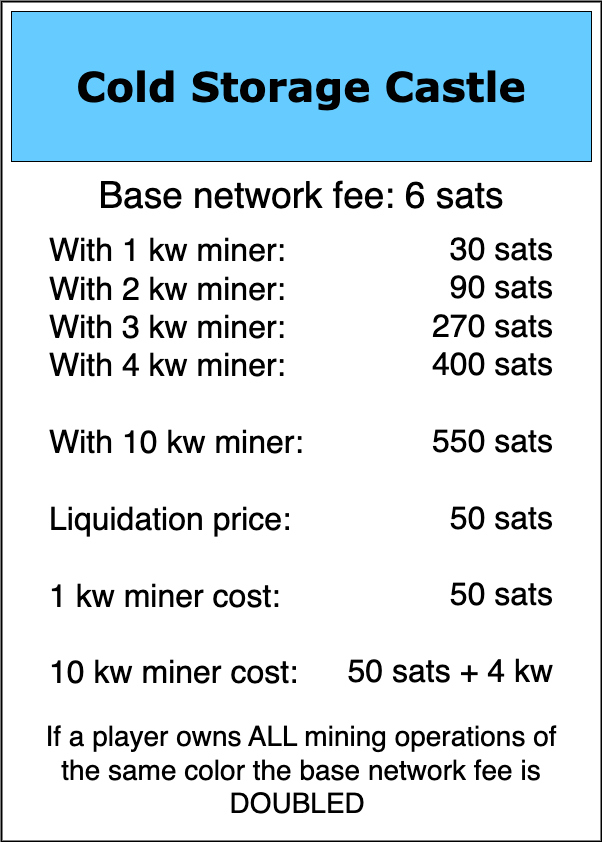 Cold Storage Castle
Base network fee: 6 sats
With 1 kw miner: 30 sats
With 2 kw miner: 90 sats
With 3 kw miner: 270 sats
With 4 kw miner: 400 sats
With 10 kw miner: 550 sats
Liquidation price: 50 sats
1 kw miner cost: 50 sats
10 kw miner cost: 50 sats + 4 kw
If a player owns ALL mining operations of
the same color the base network fee is
DOUBLED